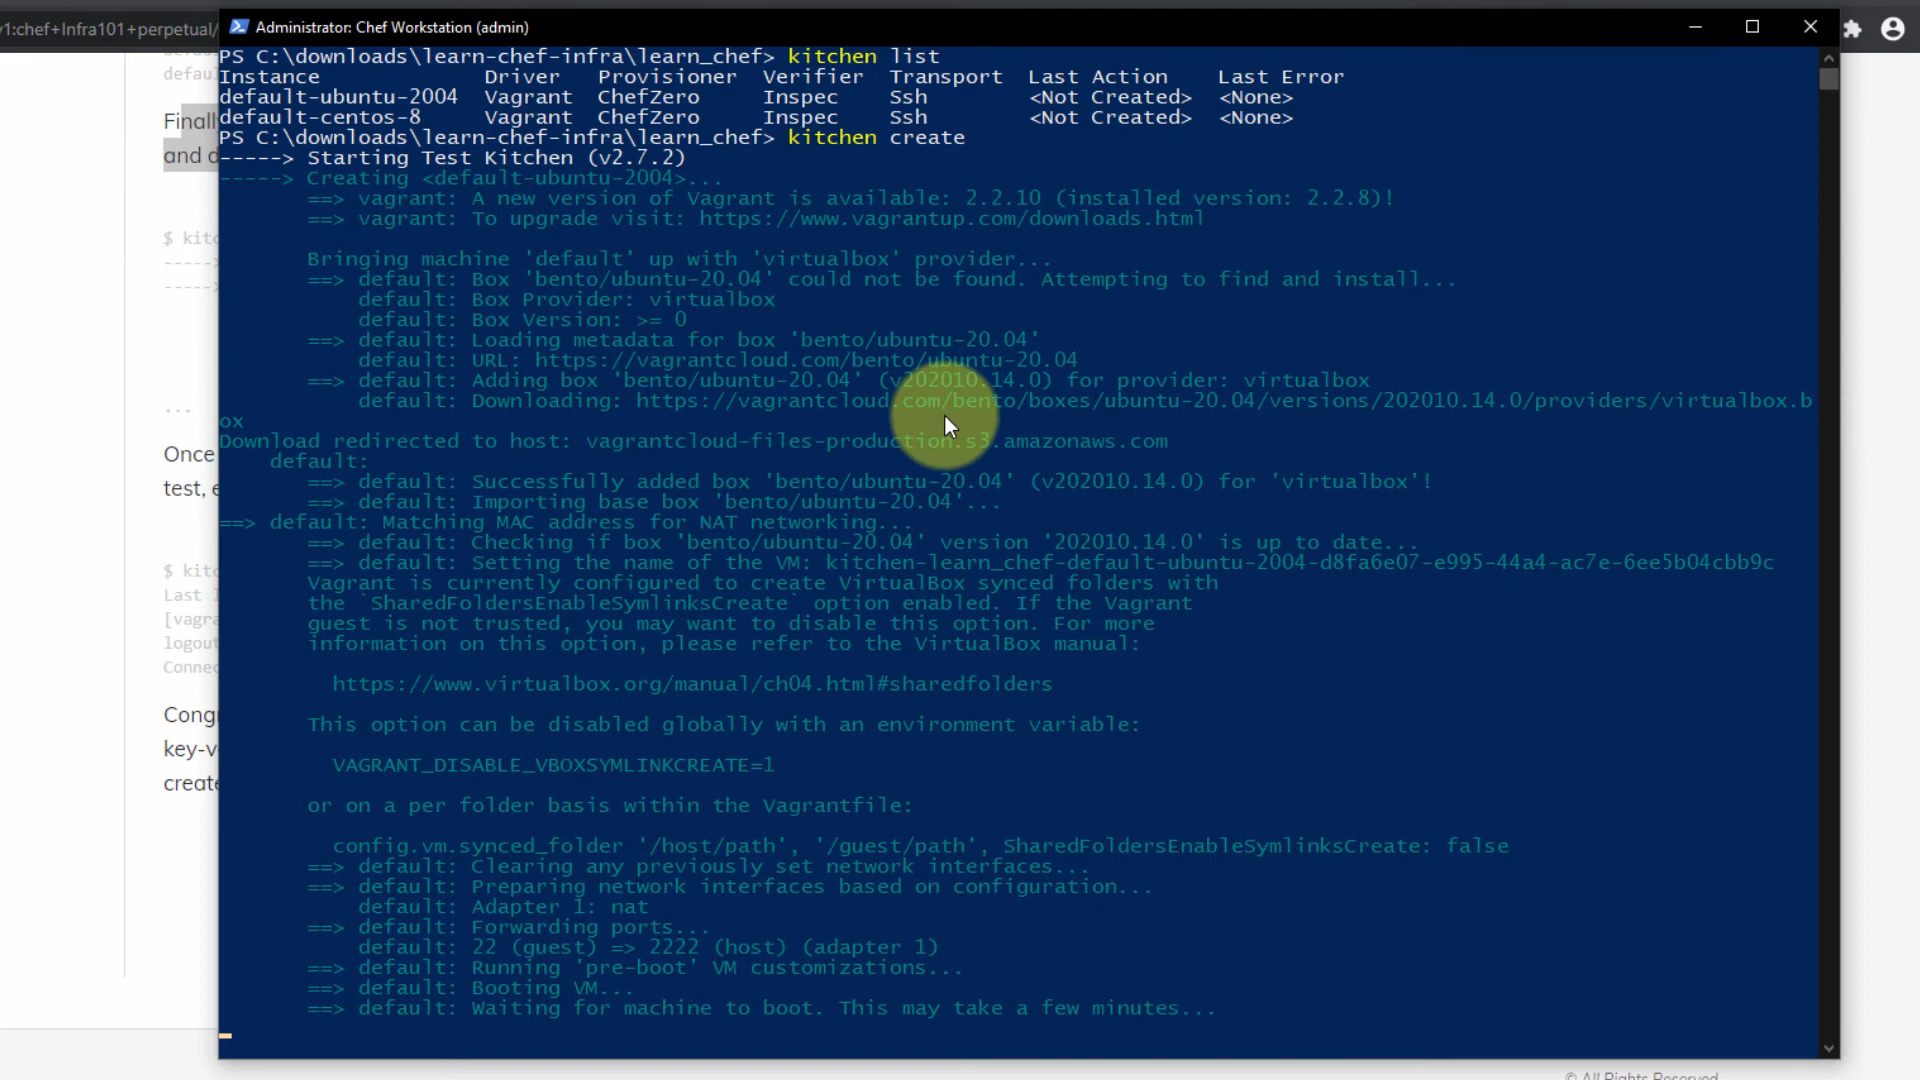 v1:chef+Infra101+perpetual/
Administrator: Chef Workstation (admin)
PS C:\downloads\learn-chef-infra\learn_chef> kitchen list
Instance Driver Provisioner Verifier Transport Last Action Last Error
default-ubuntu-2004 Vagrant ChefZero Inspec Ssh <Not Created> <None>
default-centos-8 Vagrant ChefZero Inspec Ssh <Not Created> <None>
PS C:\downloads\learn-chef-infra\learn_chef> kitchen create
-----> Starting Test Kitchen (v2.7.2)
-----> Creating <default-ubuntu-2004>...
==> vagrant: A new version of Vagrant is available: 2.2.10 (installed version: 2.2.8)!
==> vagrant: To upgrade visit: https://www.vagrantup.com/downloads.html
Bringing machine 'default' up with 'virtualbox' provider...
==> default: Box 'bento/ubuntu-20.04' could not be found. Attempting to find and install...
default: Box Provider: virtualbox
default: Box Version: >= 0
==> default: Loading metadata for box 'bento/ubuntu-20.04'
default: URL: https://vagrantcloud.com/bento/ubuntu-20.04
==> default: Adding box 'bento/ubuntu-20.04' (v202010.14.0) for provider: virtualbox
default: Downloading: https://vagrantcloud.com/bento/boxes/ubuntu-20.04/versions/202010.14.0/providers/virtualbox.b
ox
Download redirected to host: vagrantcloud-files-production.s3.amazonaws.com
default:
==> default: Successfully added box 'bento/ubuntu-20.04' (v202010.14.0) for 'virtualbox'!
==> default: Importing base box 'bento/ubuntu-20.04'...
==> default: Matching MAC address for NAT networking...
==> default: Checking if box 'bento/ubuntu-20.04' version '202010.14.0' is up to date...
==> default: Setting the name of the VM: kitchen-learn_chef-default-ubuntu-2004-d8fa6e07-e995-44a4-ac7e-6ee5b04cbb9c
Vagrant is currently configured to create VirtualBox synced folders with
the `SharedFoldersEnableSymlinksCreate` option enabled. If the Vagrant
guest is not trusted, you may want to disable this option. For more
information on this option, please refer to the VirtualBox manual:
https://www.virtualbox.org/manual/ch04.html#sharedfolders
This option can be disabled globally with an environment variable:
VAGRANT_DISABLE_VBOXSYMLINKCREATE=1
or on a per folder basis within the Vagrantfile:
config.vm.synced_folder '/host/path', '/guest/path', SharedFoldersEnableSymlinksCreate: false
==> default: Clearing any previously set network interfaces...
==> default: Preparing network interfaces based on configuration...
default: Adapter 1: nat
==> default: Forwarding ports...
default: 22 (guest) => 2222 (host) (adapter 1)
==> default: Running 'pre-boot' VM customizations...
==> default: Booting VM...
==> default: Waiting for machine to boot. This may take a few minutes...
defaul
Finall
and d
$ kitc
----->
----->
...
Once
test, e
$ kitc
Last l
[vagra
logout
Connec
Congr
key-v
create